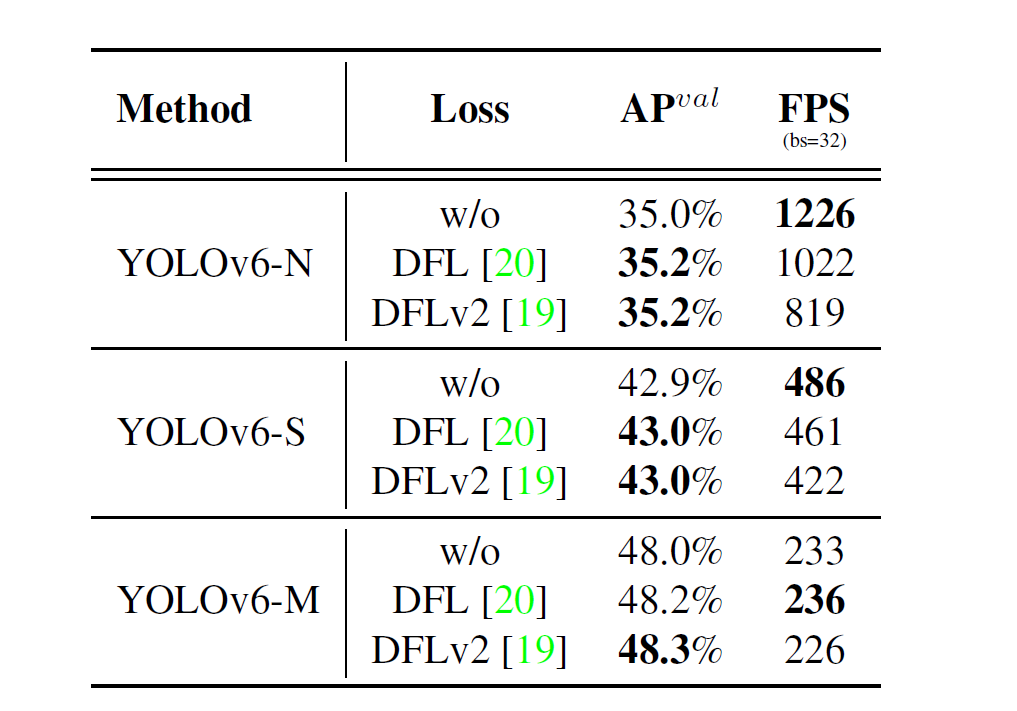 Method Loss AP^val FPS
(bs=32)
w/o 35.0% 1226
YOLOv6-N DFL [20] 35.2% 1022
DFLv2 [19] 35.2% 819
w/o 42.9% 486
YOLOv6-S DFL [20] 43.0% 461
DFLv2 [19] 43.0% 422
w/o 48.0% 233
YOLOv6-M DFL [20] 48.2% 236
DFLv2 [19] 48.3% 226